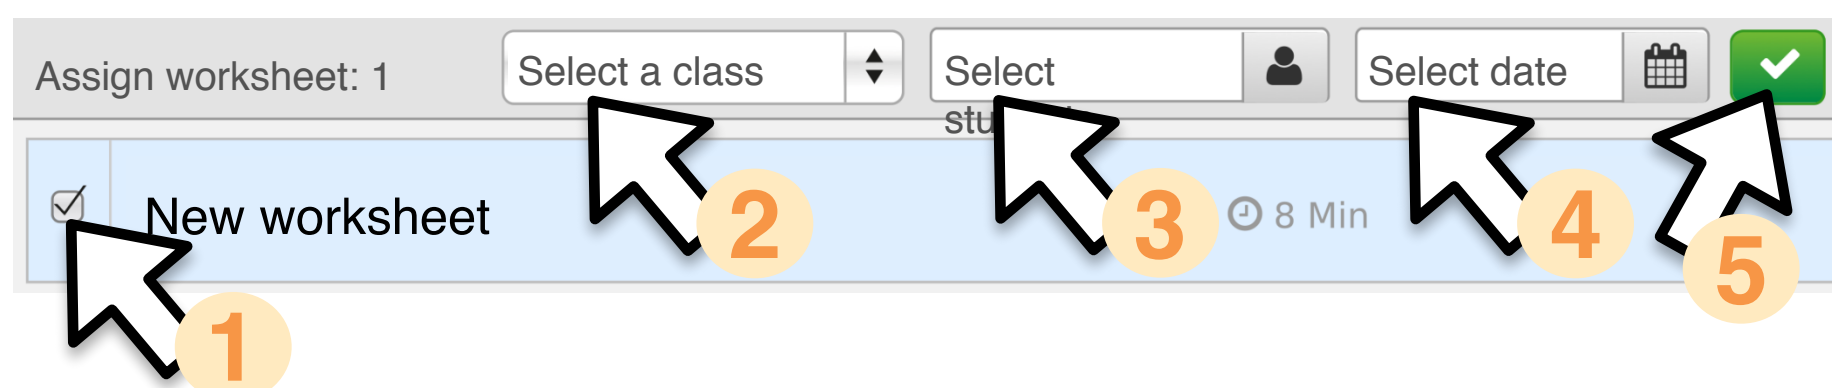 Assign worksheet: 1
Select a class
Select
Select date
New worksheet
8 Min
1
2
3
4
5